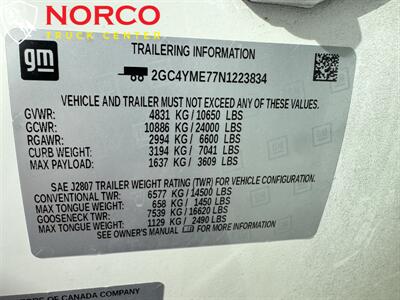 NORCO
TRUCK CENTER
gm
TRAILERING INFORMATION
2GC4YME77N1223834
VEHICLE AND TRAILER MUST NOT EXCEED ANY OF THESE VALUES.
GVWR: 4831 KG/10650 LBS
GCWR: 10886 KG/24000 LBS
RGAWR: 2994 KG/ 6600 LBS
CURB WEIGHT: 3194 KG/ 7041 LBS
MAX PAYLOAD: 1637 KG/ 3609 LBS
SAE J2807 TRAILER WEIGHT RATING (TWR) FOR VEHICLE CONFIGURATION.
CONVENTIONAL TWR: 6577 KG/14500 LBS
MAX TONGUE WEIGHT: 658 KG/ 1450 LBS
GOOSENECK TWR: 7539 KG/16620 LBS
MAX TONGUE WEIGHT: 1129 KG/ 2490 LBS
SEE OWNER'S MANUAL gm FOR MORE INFORMATION
OF CANADA COMPANY